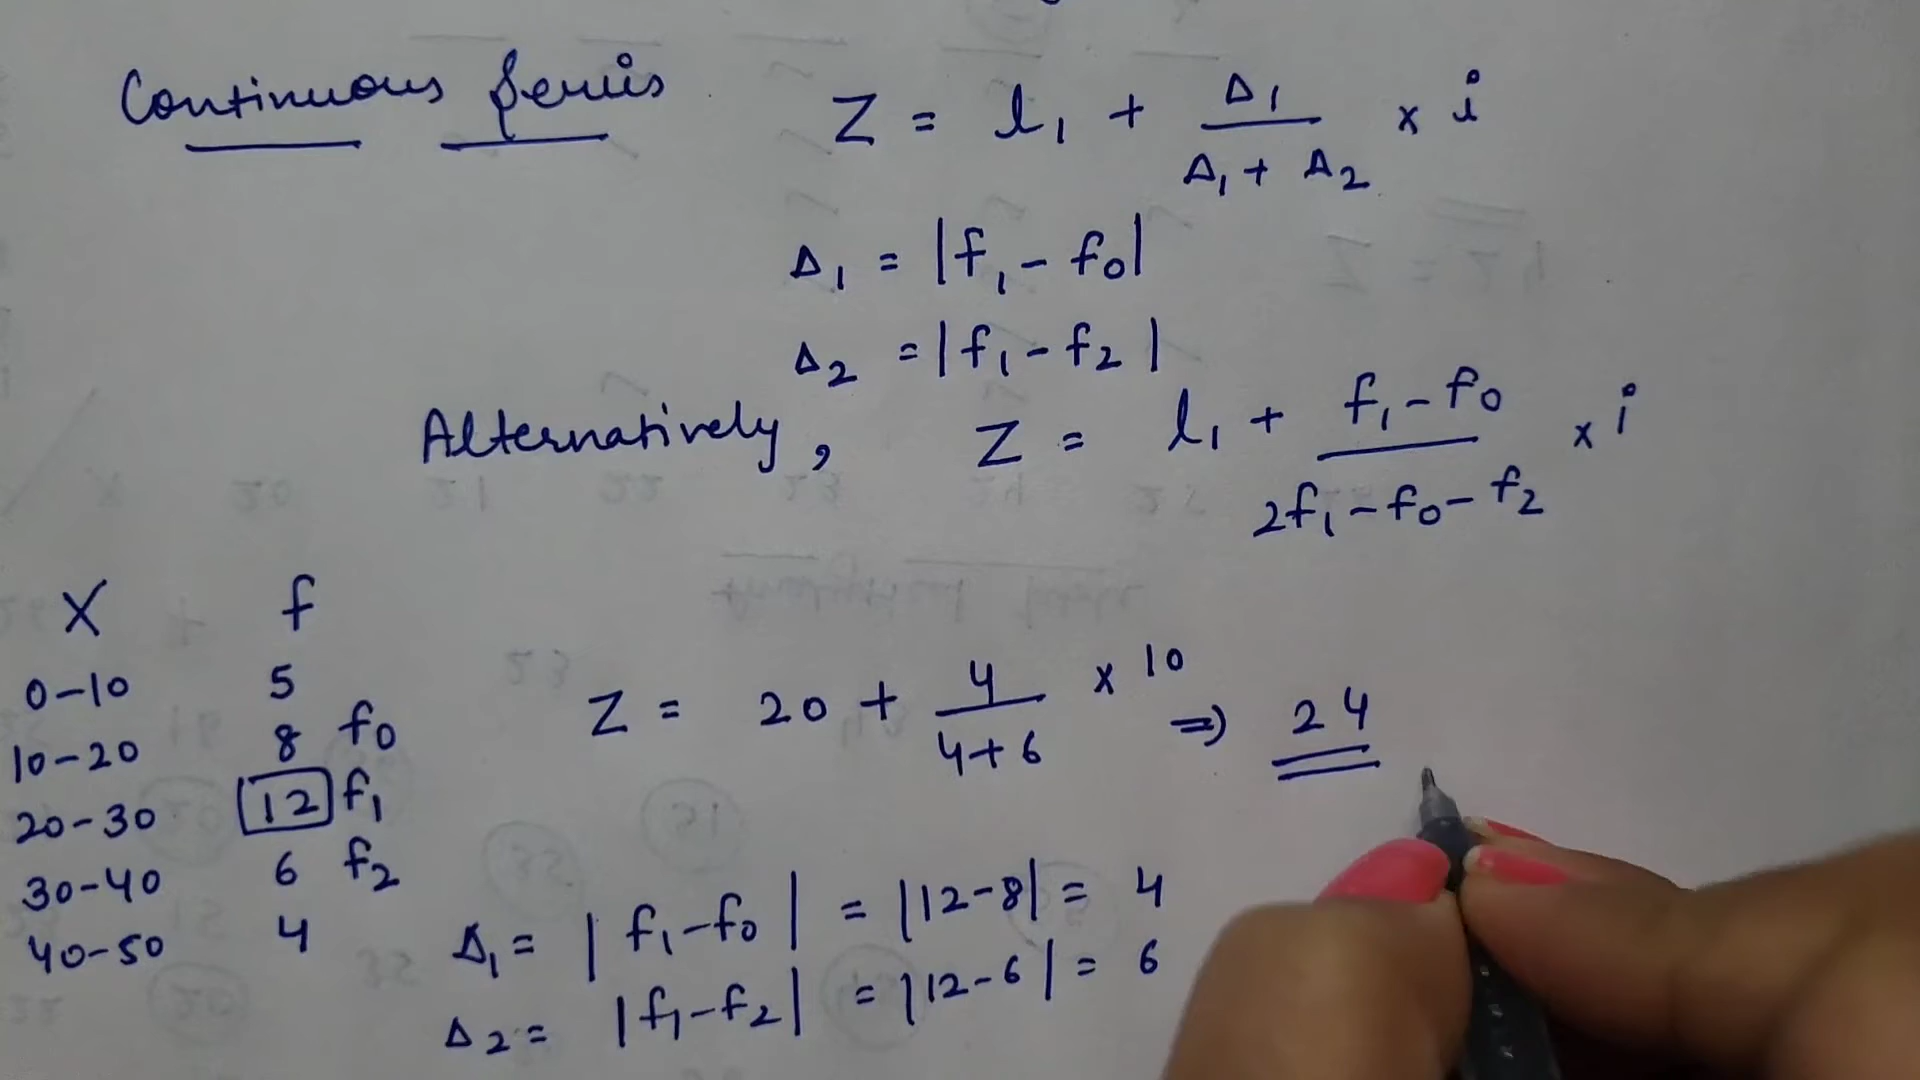 Continuous Series
Z = l₁ + Δ₁ / Δ₁ + Δ₂ × i
Δ₁ = |f₁ - f₀|
Δ₂ = |f₁ - f₂|
Alternatively, Z = l₁ + f₁ - f₀ / 2f₁ - f₀ - f₂ × i
X f
0-10 5
10-20 8 f₀
20-30 12 f₁
30-40 6 f₂
40-50 4
Z = 20 + 4 / 4+6 × 10 ⇒ 24
Δ₁ = |f₁-f₀| = |12-8| = 4
Δ₂ = |f₁-f₂| = |12-6| = 6